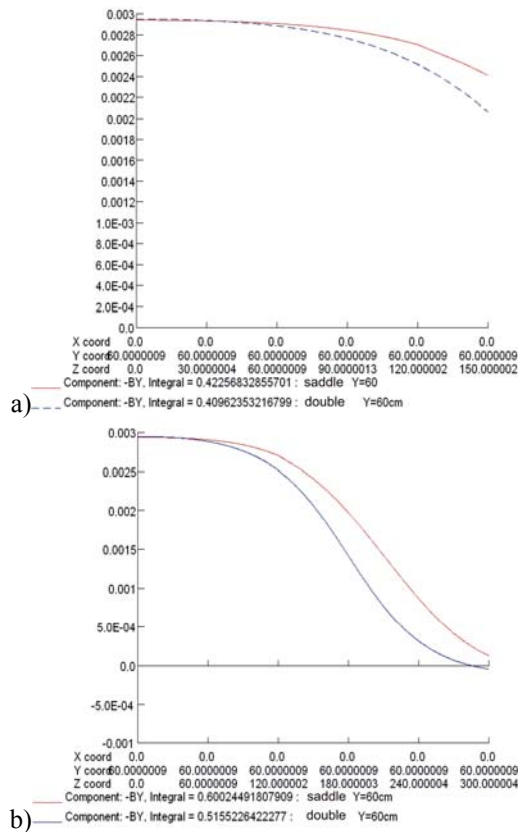 0.003
0.0028
0.0026
0.0024
0.0022
0.002
0.0018
0.0016
0.0014
0.0012
1.0E-03
8.0E-04
6.0E-04
4.0E-04
2.0E-04
0.0
X coord 0.0 0.0 0.0 0.0 0.0 0.0
Y coord 60.0000009 60.0000009 60.0000009 60.0000009 60.0000009 60.0000009
Z coord 0.0 30.0000004 60.0000009 90.0000013 120.000002 150.000002
Component: -BY, Integral = 0.42256832855701 : saddle Y=60
a) Component: -BY, Integral = 0.40962353216799 : double Y=60cm
0.003
0.0025
0.002
0.0015
0.001
5.0E-04
0.0
-5.0E-04
-0.001
X coord 0.0 0.0 0.0 0.0 0.0 0.0
Y coord 60.0000009 60.0000009 60.0000009 60.0000009 60.0000009 60.0000009
Z coord 0.0 60.0000009 120.000002 180.000003 240.000004 300.000004
Component: -BY, Integral = 0.60024491807909 : saddle Y=60cm
b) Component: -BY, Integral = 0.5155226422277 : double Y=60cm